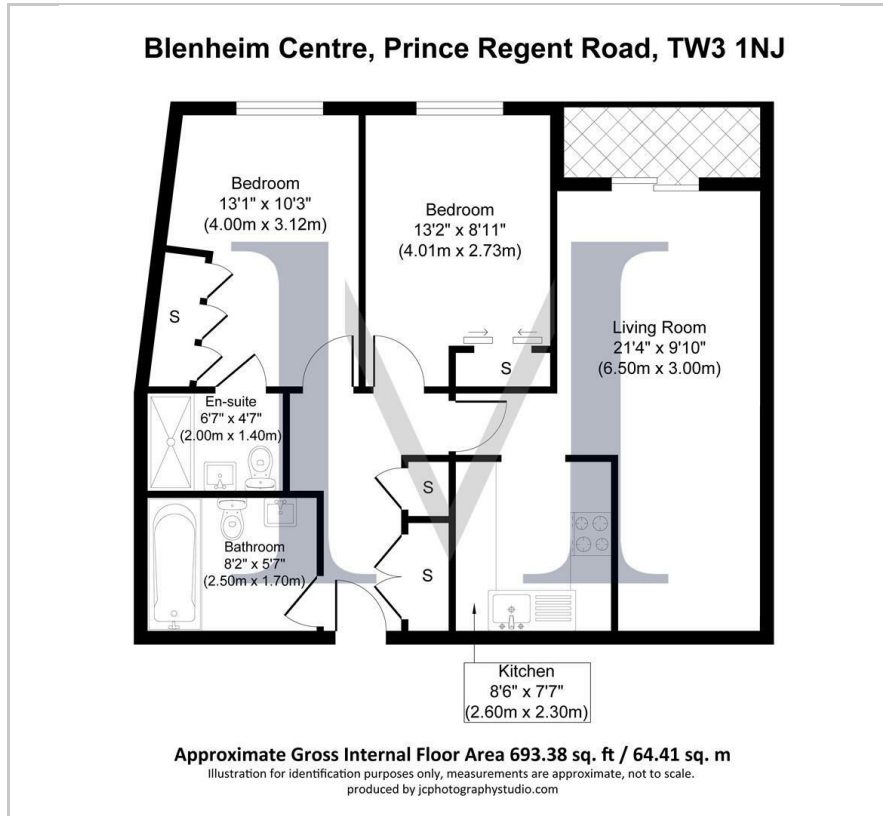 Blenheim Centre, Prince Regent Road, TW3 1NJ
Bedroom
13'1" x 10'3"
(4.00m x 3.12m)
Bedroom
13'2" x 8'11"
(4.01m x 2.73m)
Living Room
21'4" x 9'10"
(6.50m x 3.00m)
S
S
En-suite
6'7" x 4'7"
(2.00m x 1.40m)
S
Bathroom
8'2" x 5'7"
(2.50m x 1.70m)
S
Kitchen
8'6" x 7'7"
(2.60m x 2.30m)
IVI
Approximate Gross Internal Floor Area 693.38 sq. ft / 64.41 sq. m
Illustration for identification purposes only, measurements are approximate, not to scale.
produced by jcphotographystudio.com